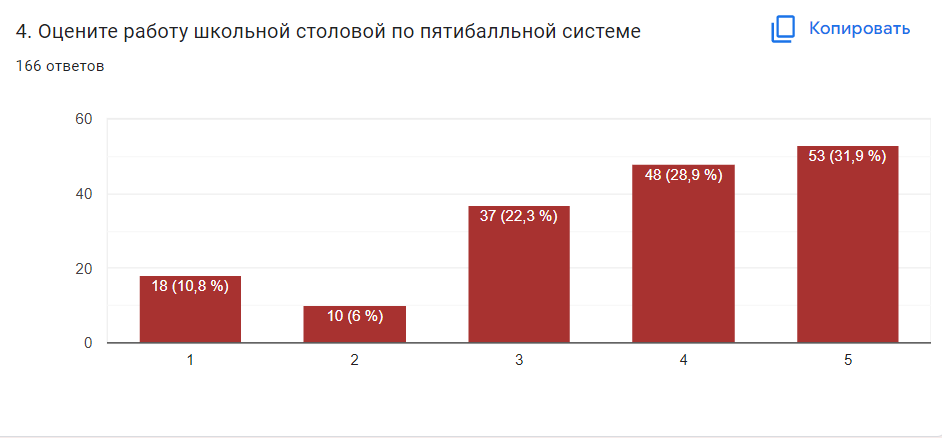 4. Оцените работу школьной столовой по пятибалльной системе
Копировать
166 ответов
60
40
20
0
18 (10,8 %)
10 (6 %)
37 (22,3 %)
48 (28,9 %)
53 (31,9 %)
1
2
3
4
5